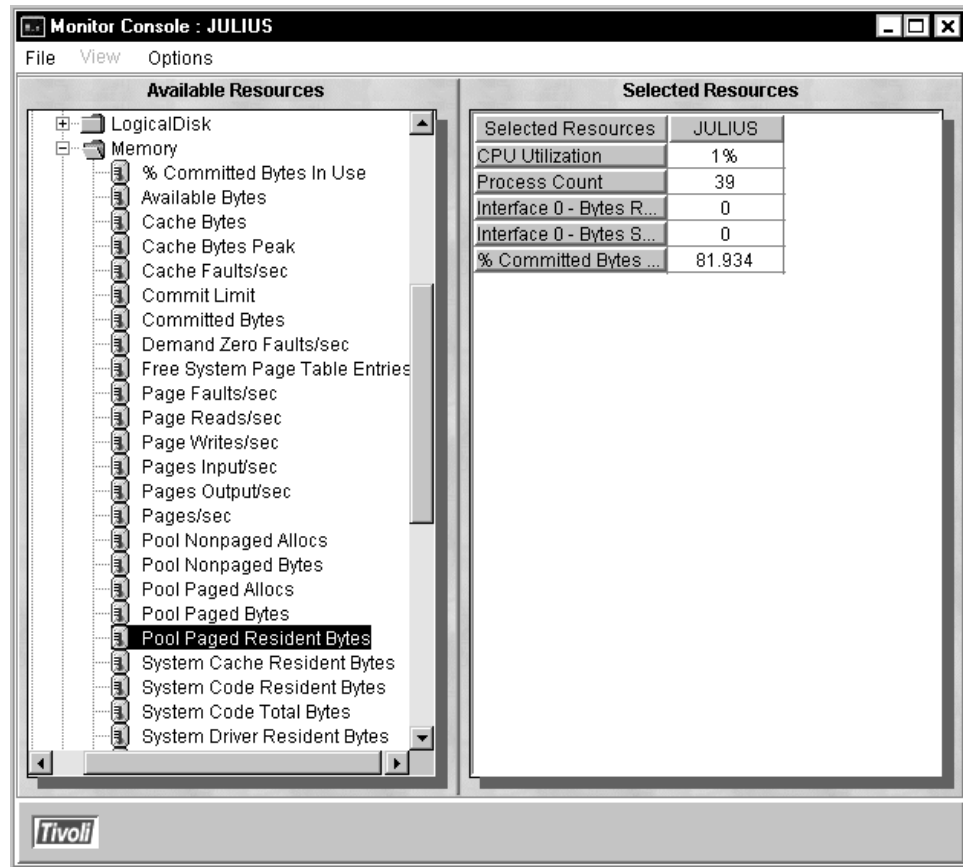 Monitor Console : JULIUS
File View Options
Available Resources
LogicalDisk
Memory
% Committed Bytes In Use
Available Bytes
Cache Bytes
Cache Bytes Peak
Cache Faults/sec
Commit Limit
Committed Bytes
Demand Zero Faults/sec
Free System Page Table Entries
Page Faults/sec
Page Reads/sec
Page Writes/sec
Pages Input/sec
Pages Output/sec
Pages/sec
Pool Nonpaged Allocs
Pool Nonpaged Bytes
Pool Paged Allocs
Pool Paged Bytes
Pool Paged Resident Bytes
System Cache Resident Bytes
System Code Resident Bytes
System Code Total Bytes
System Driver Resident Bytes
Selected Resources
Selected Resources JULIUS
CPU Utilization 1%
Process Count 39
Interface 0 - Bytes R... 0
Interface 0 - Bytes S... 0
% Committed Bytes ... 81.934
Tivoli